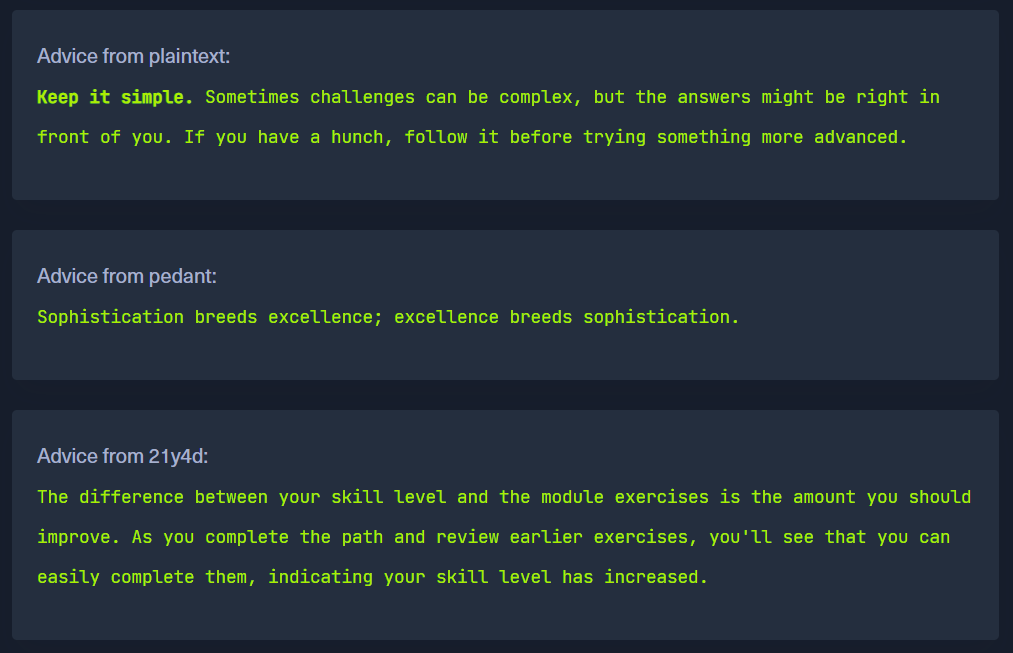 Advice from plaintext:
Keep it simple. Sometimes challenges can be complex, but the answers might be right in
front of you. If you have a hunch, follow it before trying something more advanced.
Advice from pedant:
Sophistication breeds excellence; excellence breeds sophistication.
Advice from 21y4d:
The difference between your skill level and the module exercises is the amount you should
improve. As you complete the path and review earlier exercises, you'll see that you can
easily complete them, indicating your skill level has increased.